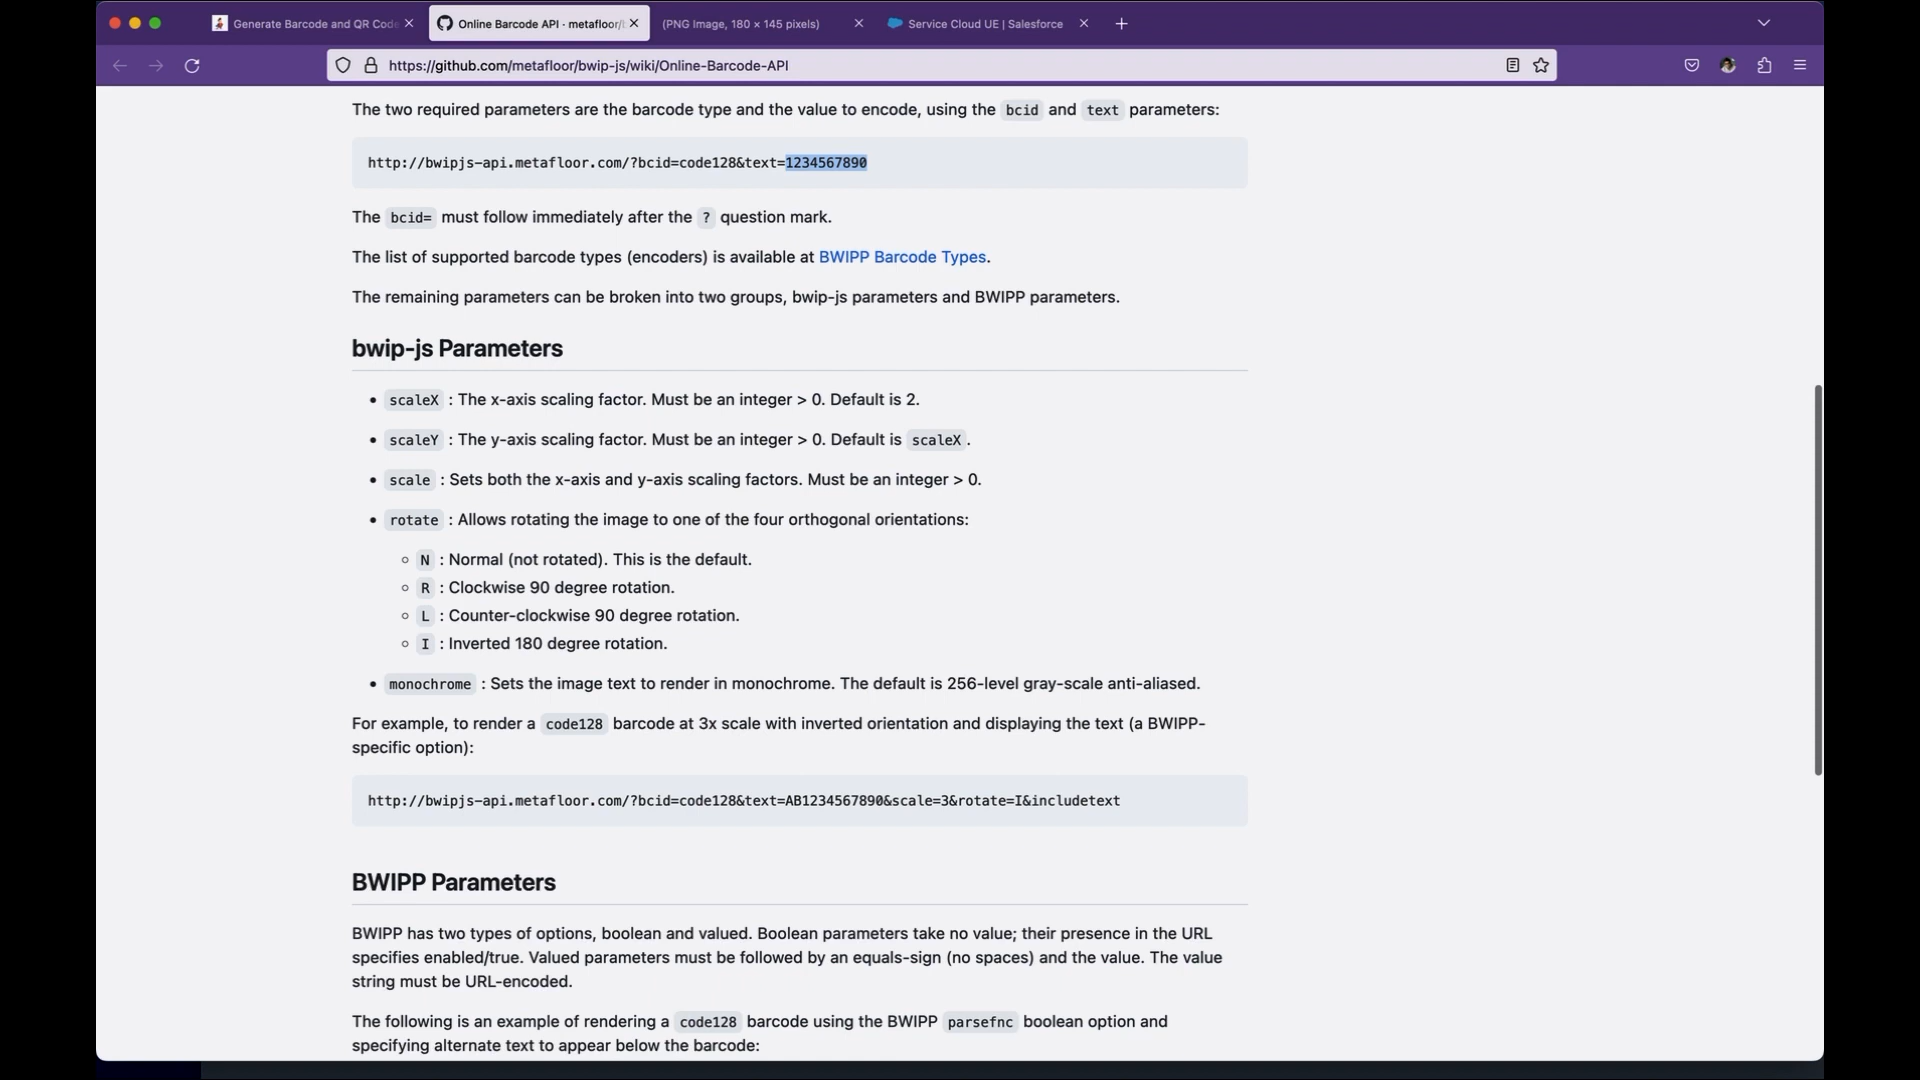 Generate Barcode and QR Code
Online Barcode API · metafloor/b
(PNG Image, 180 × 145 pixels)
Service Cloud UE | Salesforce
https://github.com/metafloor/bwip-js/wiki/Online-Barcode-API
The two required parameters are the barcode type and the value to encode, using the bcid and text parameters:
http://bwipjs-api.metafloor.com/?bcid=code128&text=1234567890
The bcid= must follow immediately after the ? question mark.
The list of supported barcode types (encoders) is available at BWIPP Barcode Types.
The remaining parameters can be broken into two groups, bwip-js parameters and BWIPP parameters.
bwip-js Parameters
• scaleX : The x-axis scaling factor. Must be an integer > 0. Default is 2.
• scaleY : The y-axis scaling factor. Must be an integer > 0. Default is scaleX.
• scale : Sets both the x-axis and y-axis scaling factors. Must be an integer > 0.
• rotate : Allows rotating the image to one of the four orthogonal orientations:
◦ N : Normal (not rotated). This is the default.
◦ R : Clockwise 90 degree rotation.
◦ L : Counter-clockwise 90 degree rotation.
◦ I : Inverted 180 degree rotation.
• monochrome : Sets the image text to render in monochrome. The default is 256-level gray-scale anti-aliased.
For example, to render a code128 barcode at 3x scale with inverted orientation and displaying the text (a BWIPP-
specific option):
http://bwipjs-api.metafloor.com/?bcid=code128&text=AB1234567890&scale=3&rotate=I&includetext
BWIPP Parameters
BWIPP has two types of options, boolean and valued. Boolean parameters take no value; their presence in the URL
specifies enabled/true. Valued parameters must be followed by an equals-sign (no spaces) and the value. The value
string must be URL-encoded.
The following is an example of rendering a code128 barcode using the BWIPP parsefnc boolean option and
specifying alternate text to appear below the barcode: